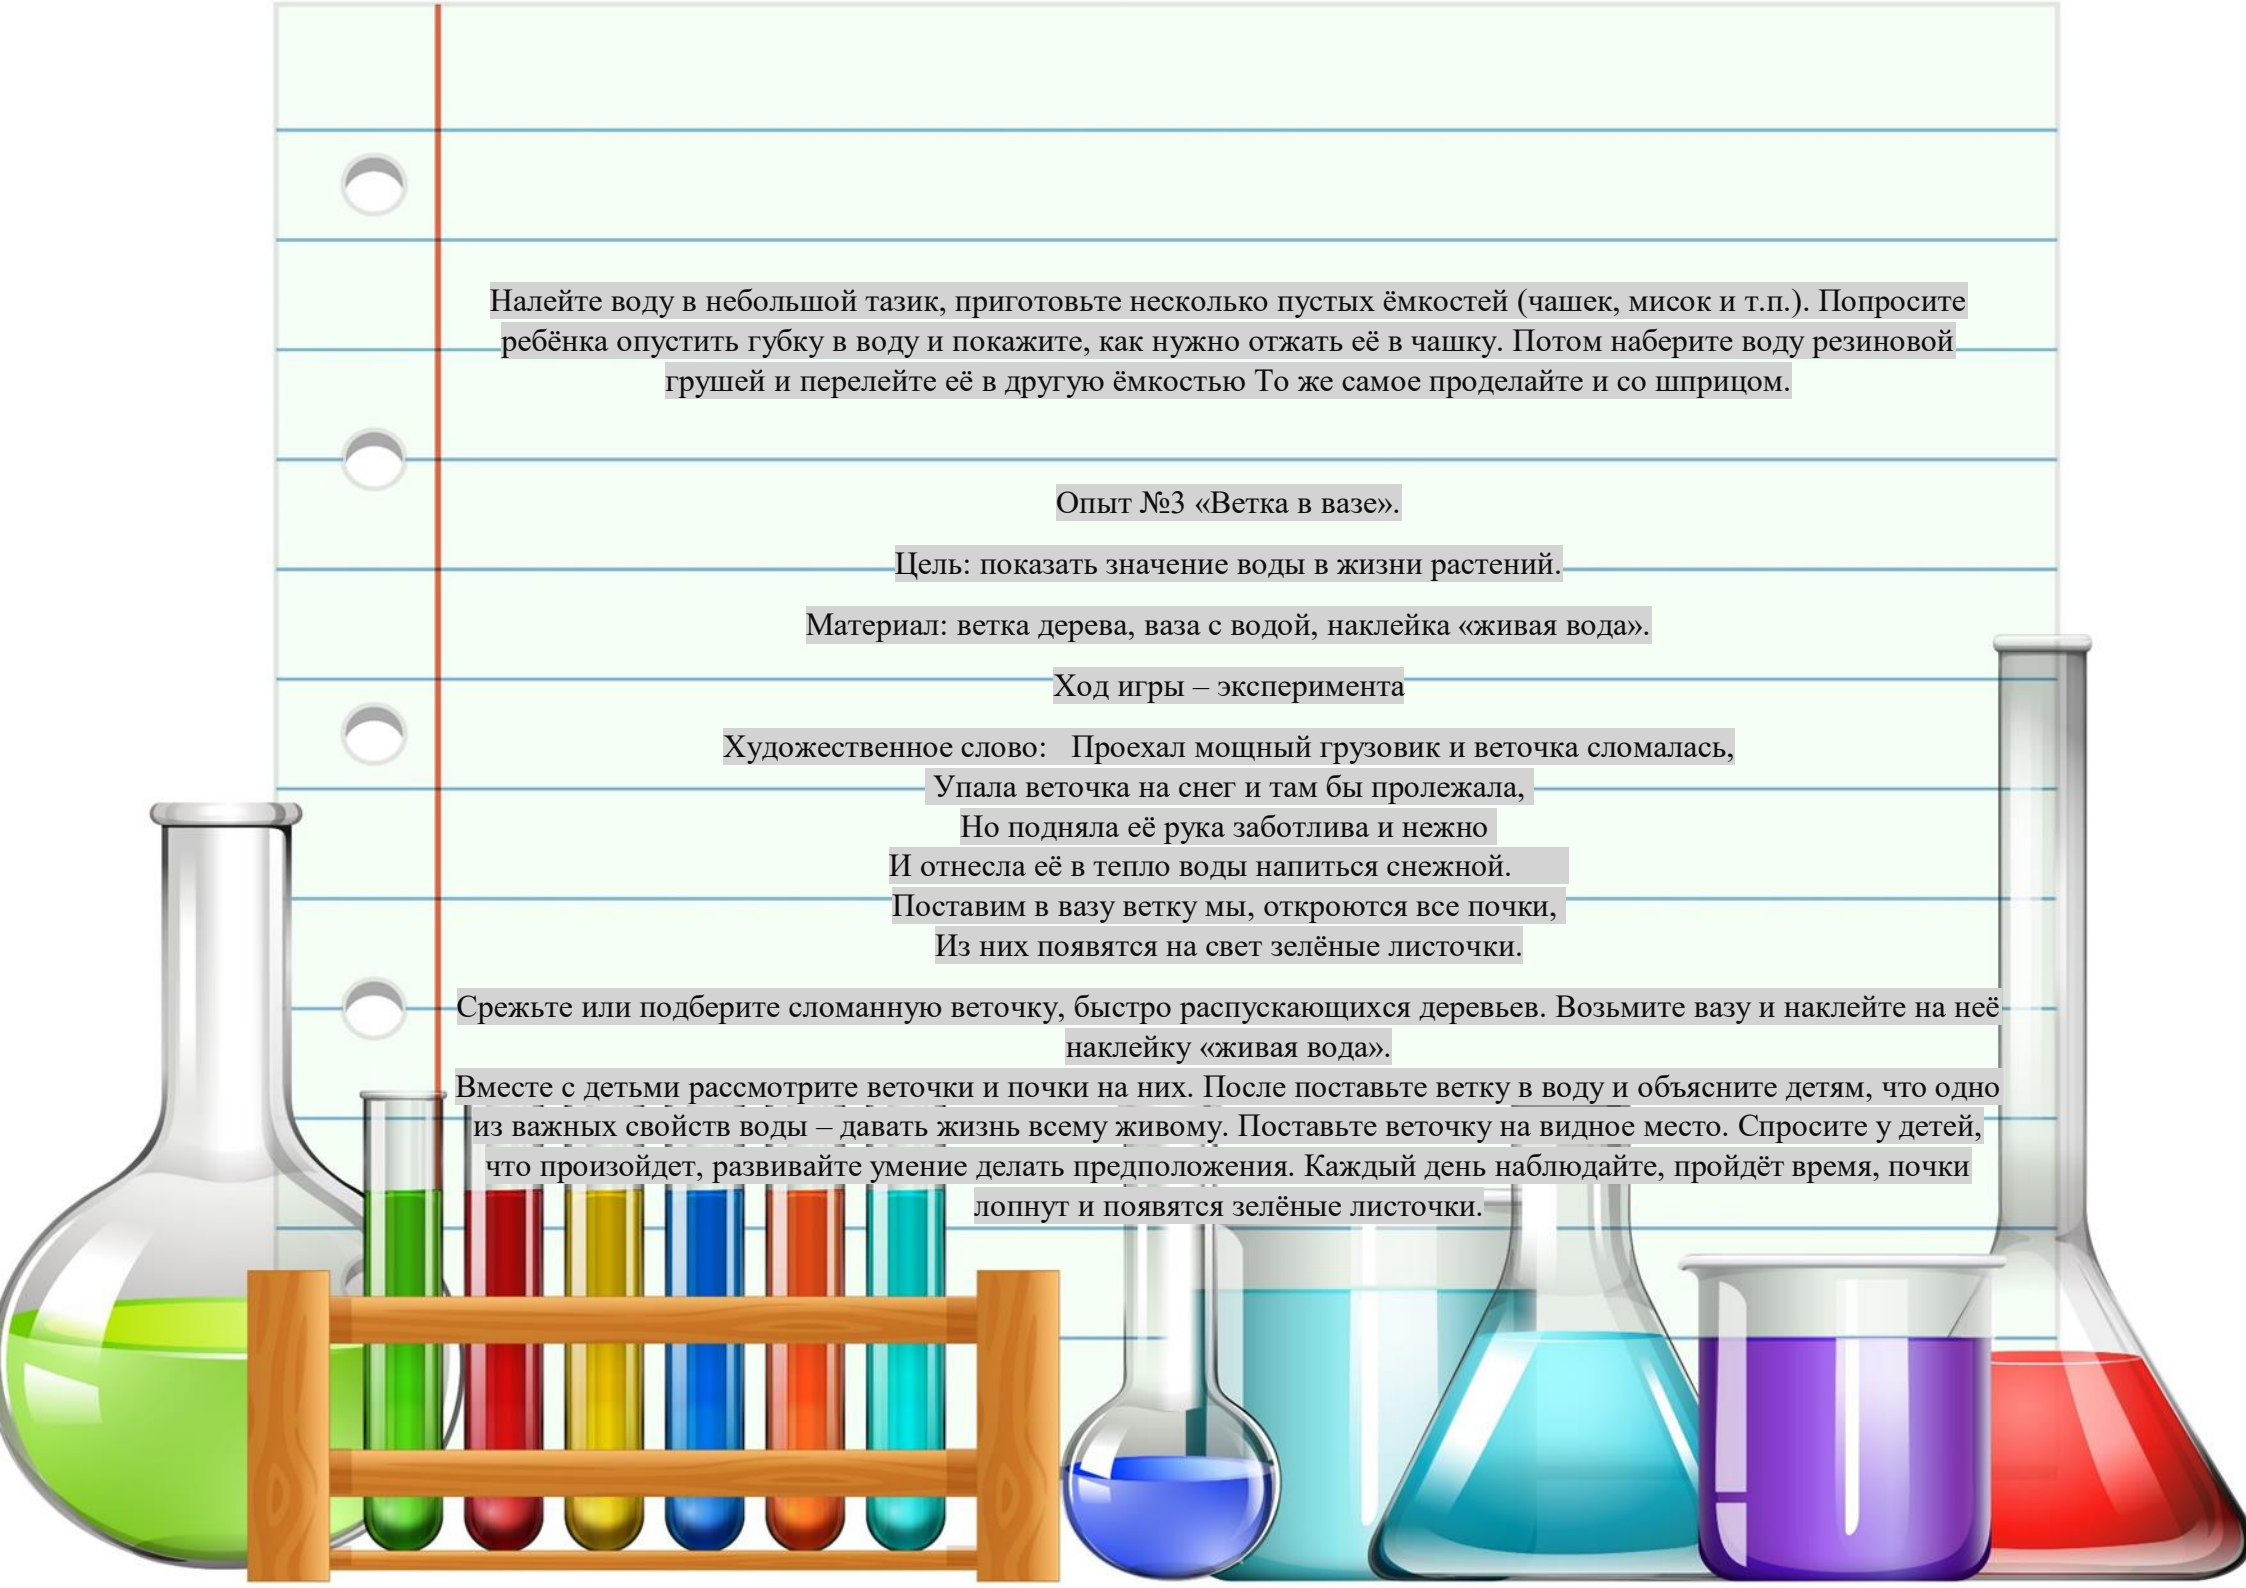 Налейте воду в небольшой тазик, приготовьте несколько пустых ёмкостей (чашек, мисок и т.п.). Попросите
ребёнка опустить губку в воду и покажите, как нужно отжать её в чашку. Потом наберите воду резиновой
грушей и перелейте её в другую ёмкостью То же самое проделайте и со шприцом.
Опыт №3 «Ветка в вазе».
Цель: показать значение воды в жизни растений.
Материал: ветка дерева, ваза с водой, наклейка «живая вода».
Ход игры – эксперимента
Художественное слово:   Проехал мощный грузовик и веточка сломалась,
Упала веточка на снег и там бы пролежала,
Но подняла её рука заботлива и нежно
И отнесла её в тепло воды напиться снежной.
Поставим в вазу ветку мы, откроются все почки,
Из них появятся на свет зелёные листочки.
Срежьте или подберите сломанную веточку, быстро распускающихся деревьев. Возьмите вазу и наклейте на неё
наклейку «живая вода».
Вместе с детьми рассмотрите веточки и почки на них. После поставьте ветку в воду и объясните детям, что одно
из важных свойств воды – давать жизнь всему живому. Поставьте веточку на видное место. Спросите у детей,
что произойдет, развивайте умение делать предположения. Каждый день наблюдайте, пройдёт время, почки
лопнут и появятся зелёные листочки.